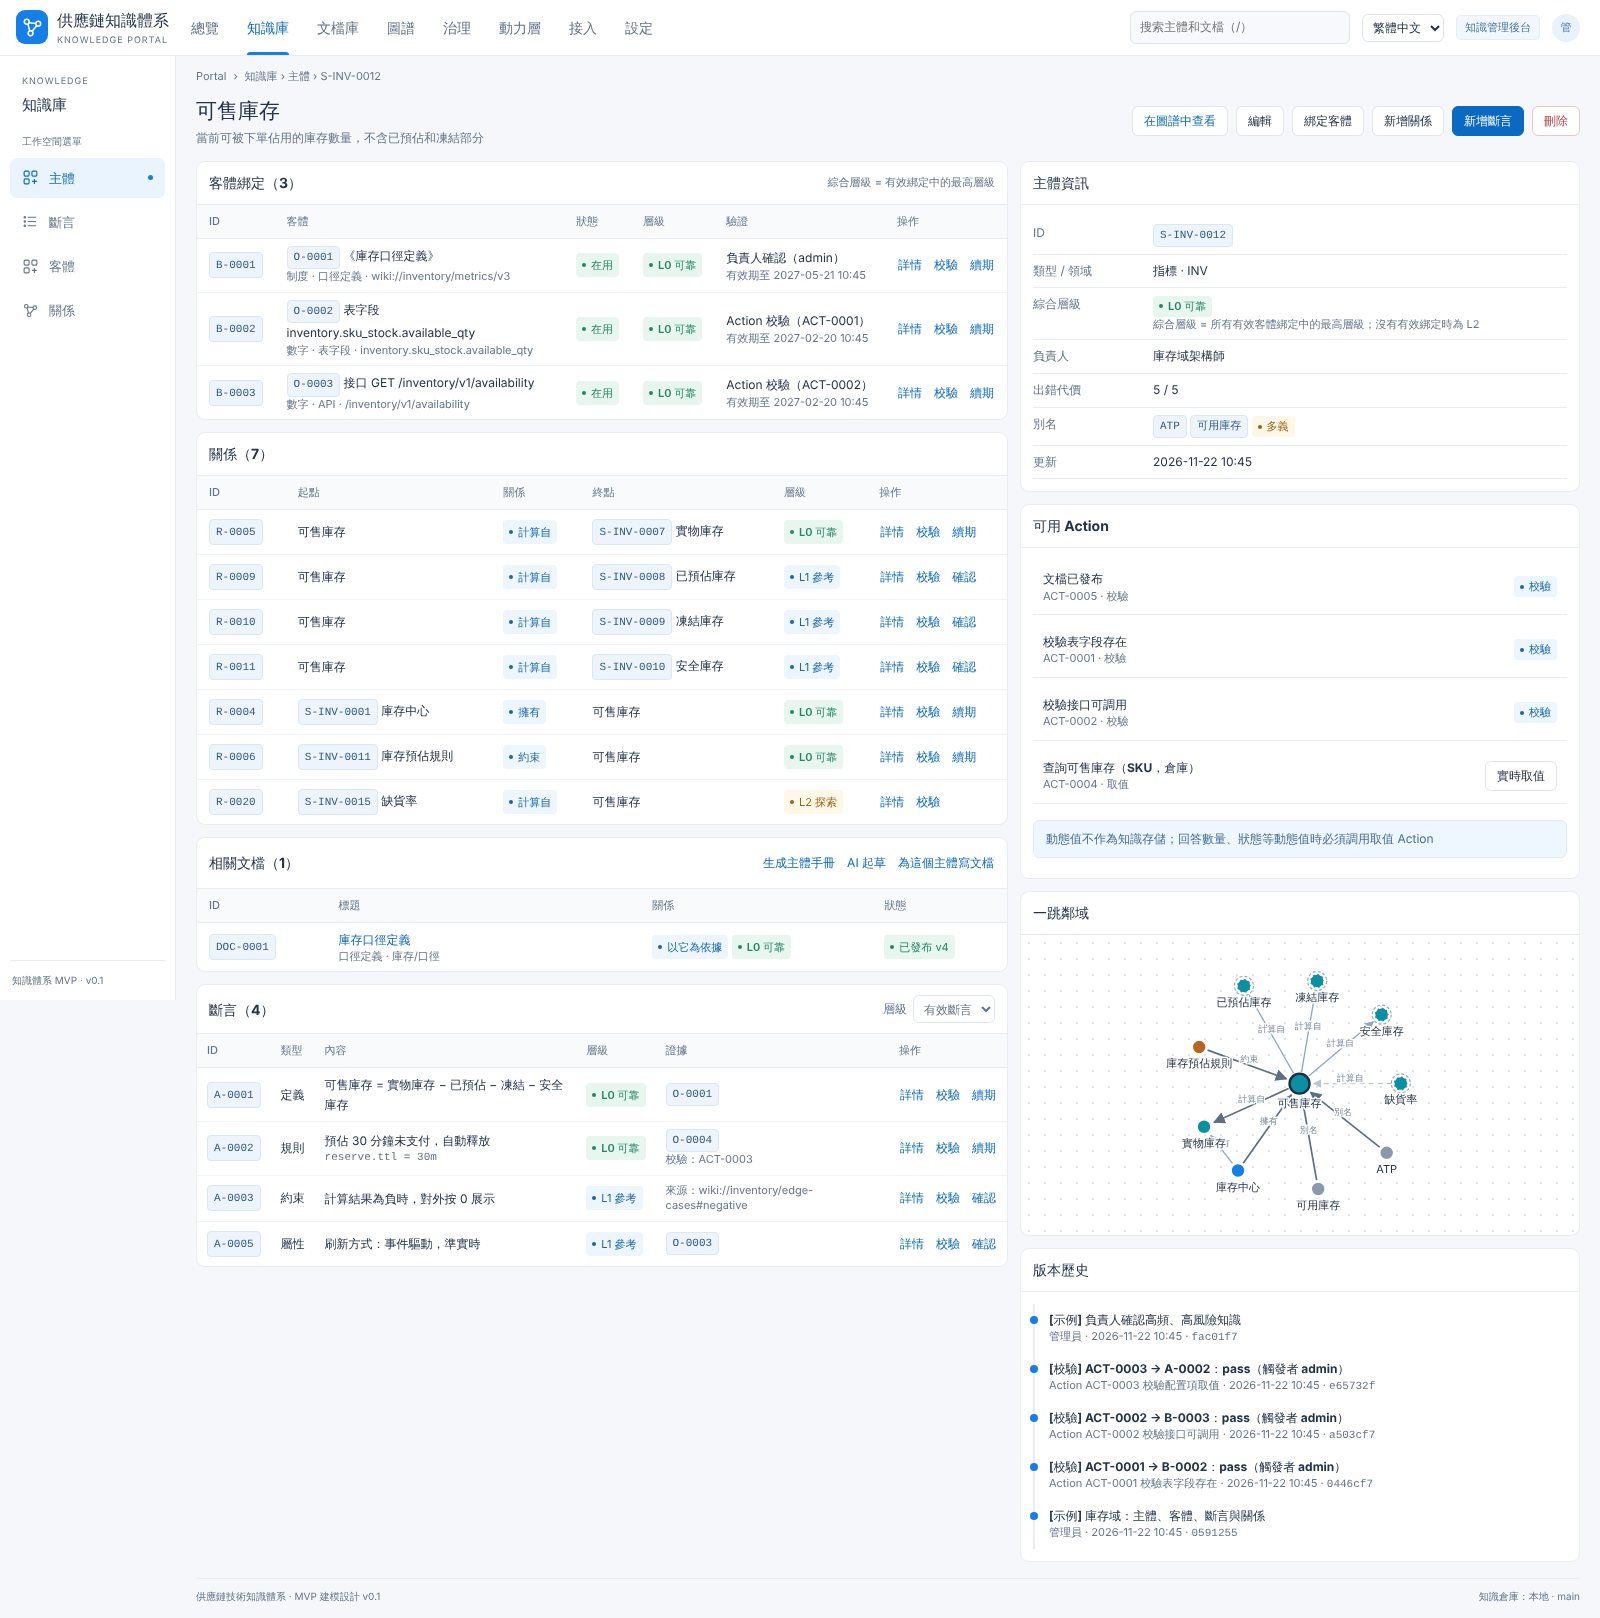 供應鏈知識體系
KNOWLEDGE PORTAL
總覽 知識庫 文檔庫 圖譜 治理 動力層 接入 設定
搜索主體和文檔（/）
繁體中文
知識管理後台
管
KNOWLEDGE
知識庫
工作空間選單
主體
斷言
客體
關係
知識體系 MVP · v0.1
Portal › 知識庫 › 主體 › S-INV-0012
可售庫存
當前可被下單佔用的庫存數量，不含已預佔和凍結部分
在圖譜中查看 編輯 綁定客體 新增關係 新增斷言 刪除
客體綁定（3）
綜合層級 = 有效綁定中的最高層級
ID 客體 狀態 層級 驗證 操作
B-0001 O-0001 《庫存口徑定義》 在用 L0 可靠 負責人確認（admin） 詳情 校驗 續期
制度 · 口徑定義 · wiki://inventory/metrics/v3 有效期至 2027-05-21 10:45
B-0002 O-0002 表字段 在用 L0 可靠 Action 校驗（ACT-0001） 詳情 校驗 續期
inventory.sku_stock.available_qty
數字 · 表字段 · inventory.sku_stock.available_qty 有效期至 2027-02-20 10:45
B-0003 O-0003 接口 GET /inventory/v1/availability 在用 L0 可靠 Action 校驗（ACT-0002） 詳情 校驗 續期
數字 · API · /inventory/v1/availability 有效期至 2027-02-20 10:45
關係（7）
ID 起點 關係 終點 層級 操作
R-0005 可售庫存 計算自 S-INV-0007 實物庫存 L0 可靠 詳情 校驗 續期
R-0009 可售庫存 計算自 S-INV-0008 已預佔庫存 L1 參考 詳情 校驗 確認
R-0010 可售庫存 計算自 S-INV-0009 凍結庫存 L1 參考 詳情 校驗 確認
R-0011 可售庫存 計算自 S-INV-0010 安全庫存 L1 參考 詳情 校驗 確認
R-0004 S-INV-0001 庫存中心 擁有 可售庫存 L0 可靠 詳情 校驗 續期
R-0006 S-INV-0011 庫存預佔規則 約束 可售庫存 L0 可靠 詳情 校驗 續期
R-0020 S-INV-0015 缺貨率 計算自 可售庫存 L2 探索 詳情 校驗
相關文檔（1）
生成主體手冊 AI 起草 為這個主體寫文檔
ID 標題 關係 狀態
DOC-0001 庫存口徑定義 以它為依據 L0 可靠 已發布 v4
口徑定義 · 庫存/口徑
斷言（4）
層級 有效斷言
ID 類型 內容 層級 證據 操作
A-0001 定義 可售庫存 = 實物庫存 − 已預佔 − 凍結 − 安全 L0 可靠 O-0001 詳情 校驗 續期
庫存
A-0002 規則 預佔 30 分鐘未支付，自動釋放 L0 可靠 O-0004 詳情 校驗 續期
reserve.ttl = 30m 校驗：ACT-0003
A-0003 約束 計算結果為負時，對外按 0 展示 L1 參考 來源：wiki://inventory/edge- 詳情 校驗 確認
cases#negative
A-0005 屬性 刷新方式：事件驅動，準實時 L1 參考 O-0003 詳情 校驗 確認
主體資訊
ID S-INV-0012
類型 / 領域 指標 · INV
綜合層級 L0 可靠
綜合層級 = 所有有效客體綁定中的最高層級；沒有有效綁定時為 L2
負責人 庫存域架構師
出錯代價 5 / 5
別名 ATP 可用庫存 多義
更新 2026-11-22 10:45
可用 Action
文檔已發布 校驗
ACT-0005 · 校驗
校驗表字段存在 校驗
ACT-0001 · 校驗
校驗接口可調用 校驗
ACT-0002 · 校驗
查詢可售庫存（SKU，倉庫） 實時取值
ACT-0004 · 取值
動態值不作為知識存儲；回答數量、狀態等動態值時必須調用取值 Action
一跳鄰域
已預佔庫存 凍結庫存
計算自 計算自 安全庫存
計算自
庫存預佔規則 約束
計算自
可售庫存 缺貨率
計算自
別名
擁有
別名
實物庫存
ATP
庫存中心
可用庫存
版本歷史
[示例] 負責人確認高頻、高風險知識
管理員 · 2026-11-22 10:45 · fac01f7
[校驗] ACT-0003 → A-0002：pass（觸發者 admin）
Action ACT-0003 校驗配置項取值 · 2026-11-22 10:45 · e65732f
[校驗] ACT-0002 → B-0003：pass（觸發者 admin）
Action ACT-0002 校驗接口可調用 · 2026-11-22 10:45 · a503cf7
[校驗] ACT-0001 → B-0002：pass（觸發者 admin）
Action ACT-0001 校驗表字段存在 · 2026-11-22 10:45 · 0446cf7
[示例] 庫存域：主體、客體、斷言與關係
管理員 · 2026-11-22 10:45 · 0591255
供應鏈技術知識體系 · MVP 建模設計 v0.1
知識倉庫：本地 · main